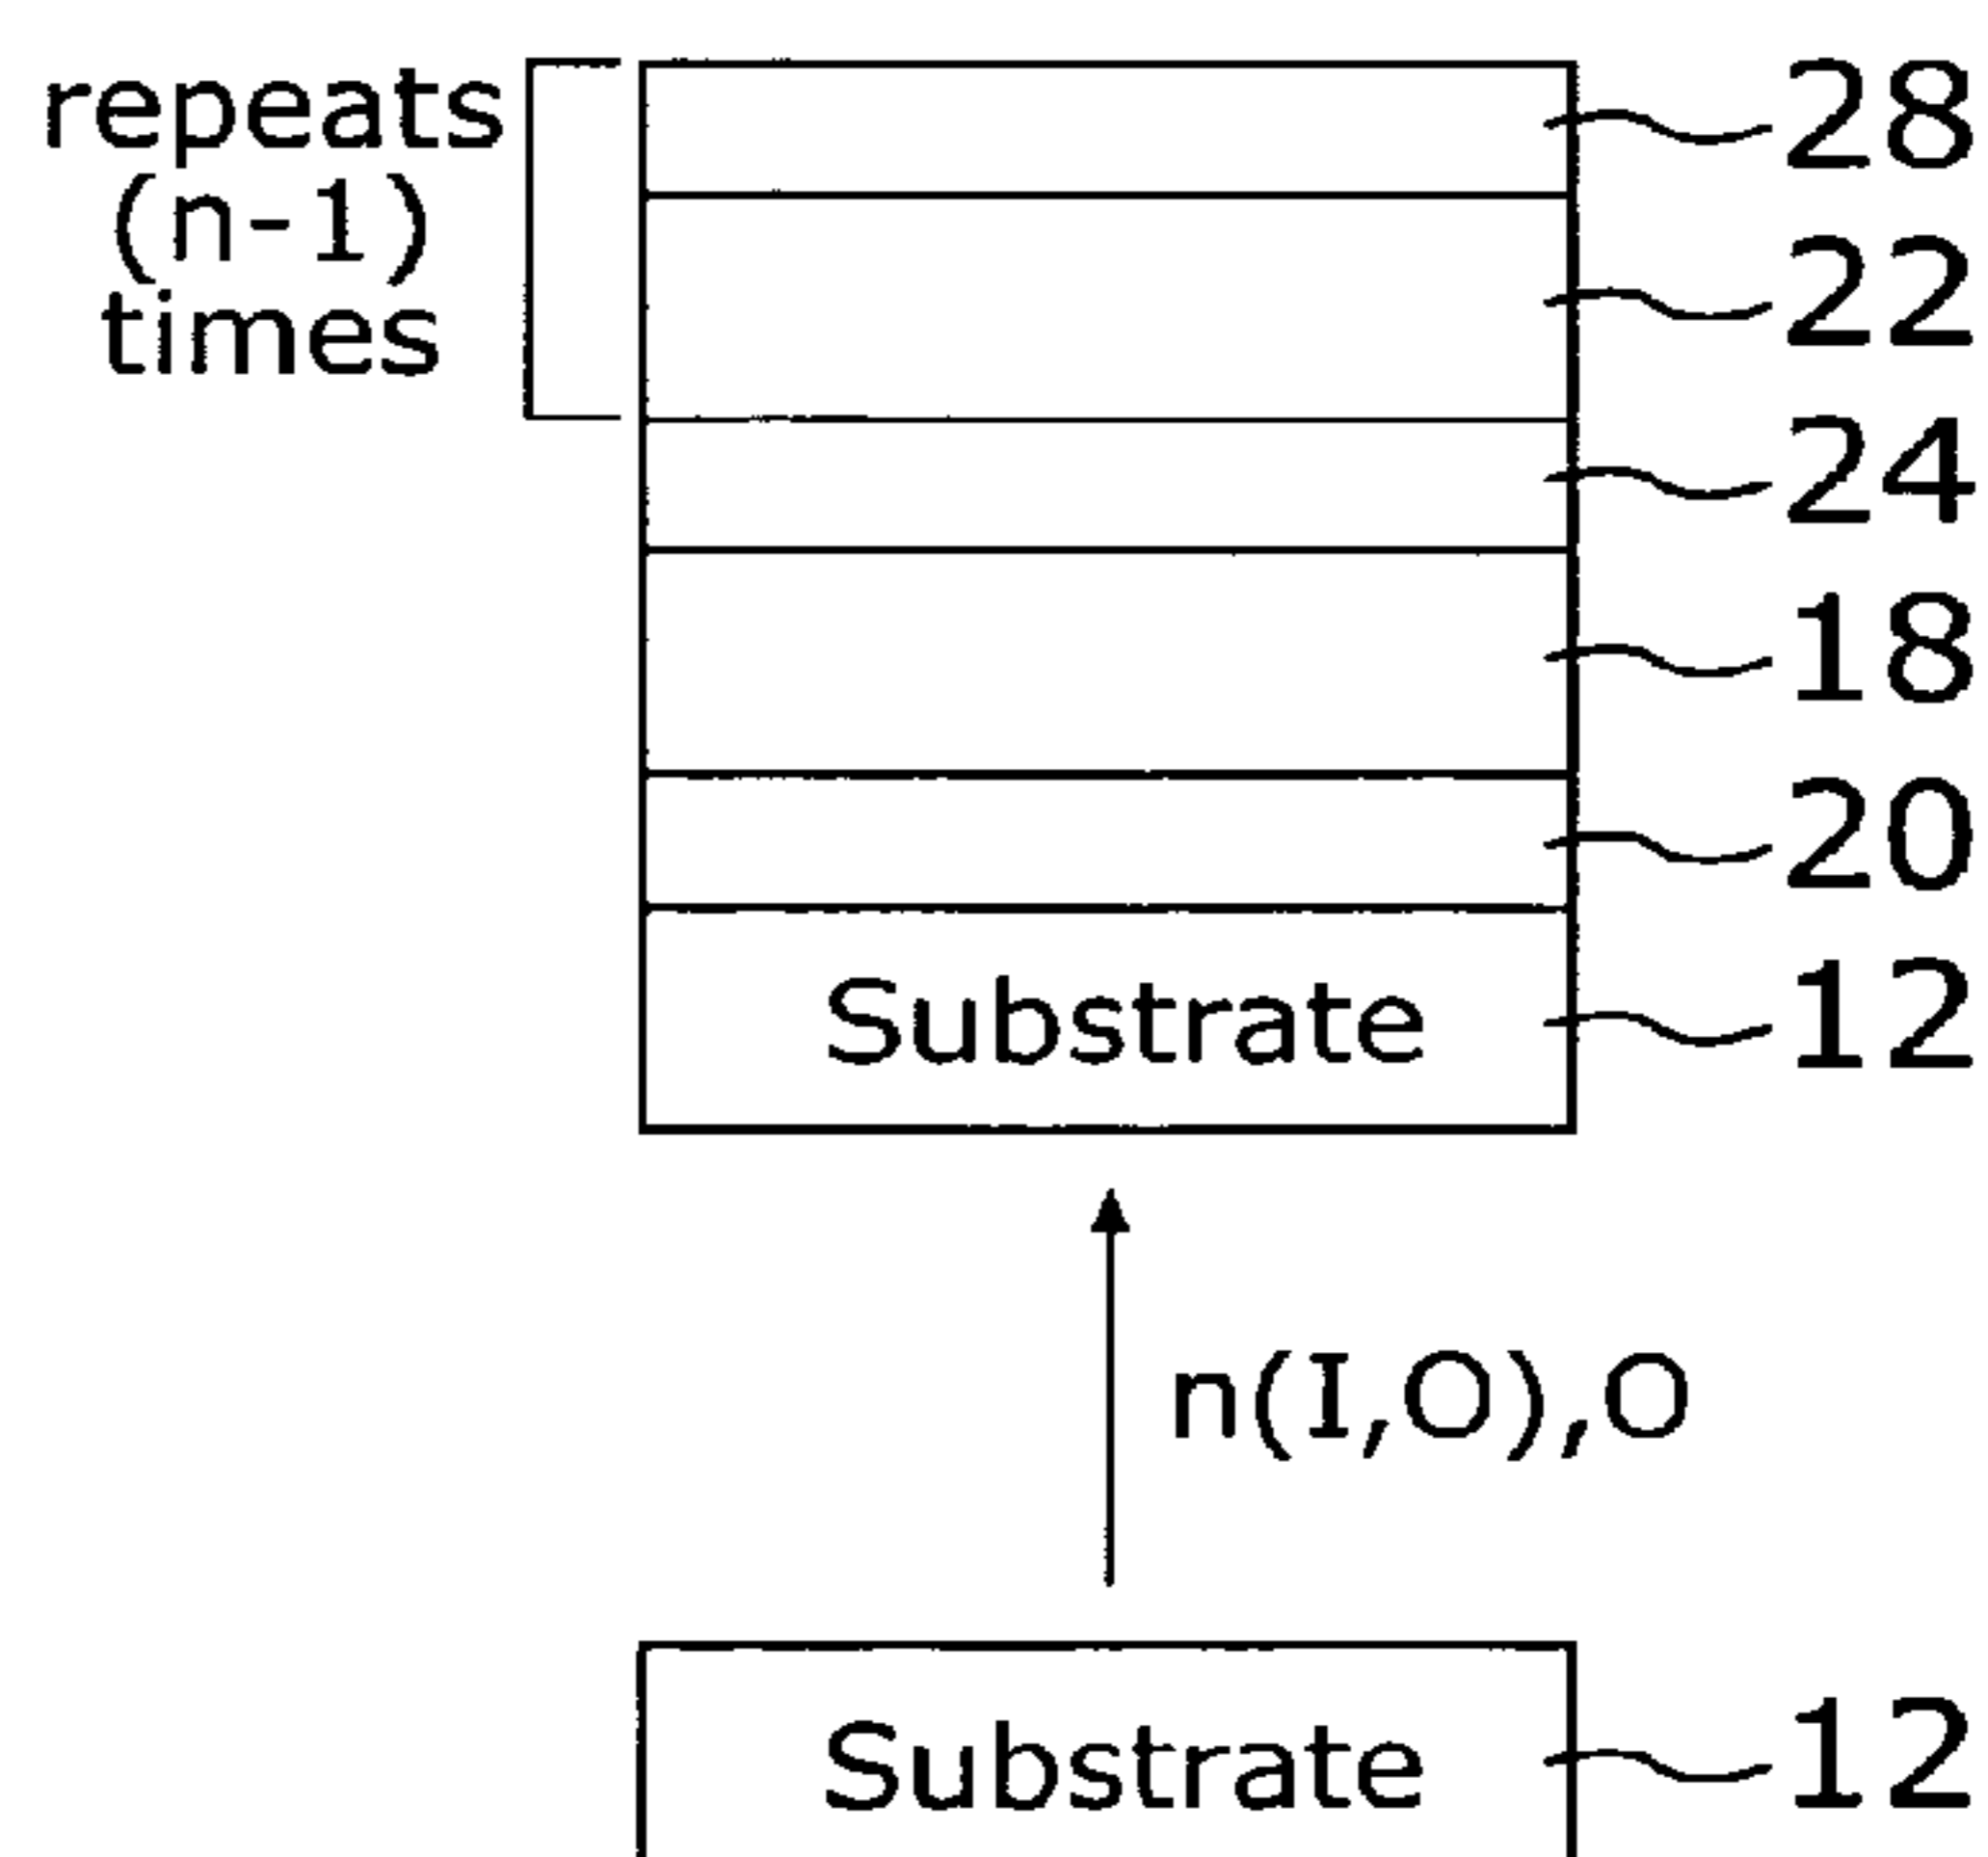 repeats
(n-1)
times
28
22
24
18
20
Substrate
12
n(I,O),O
Substrate
12